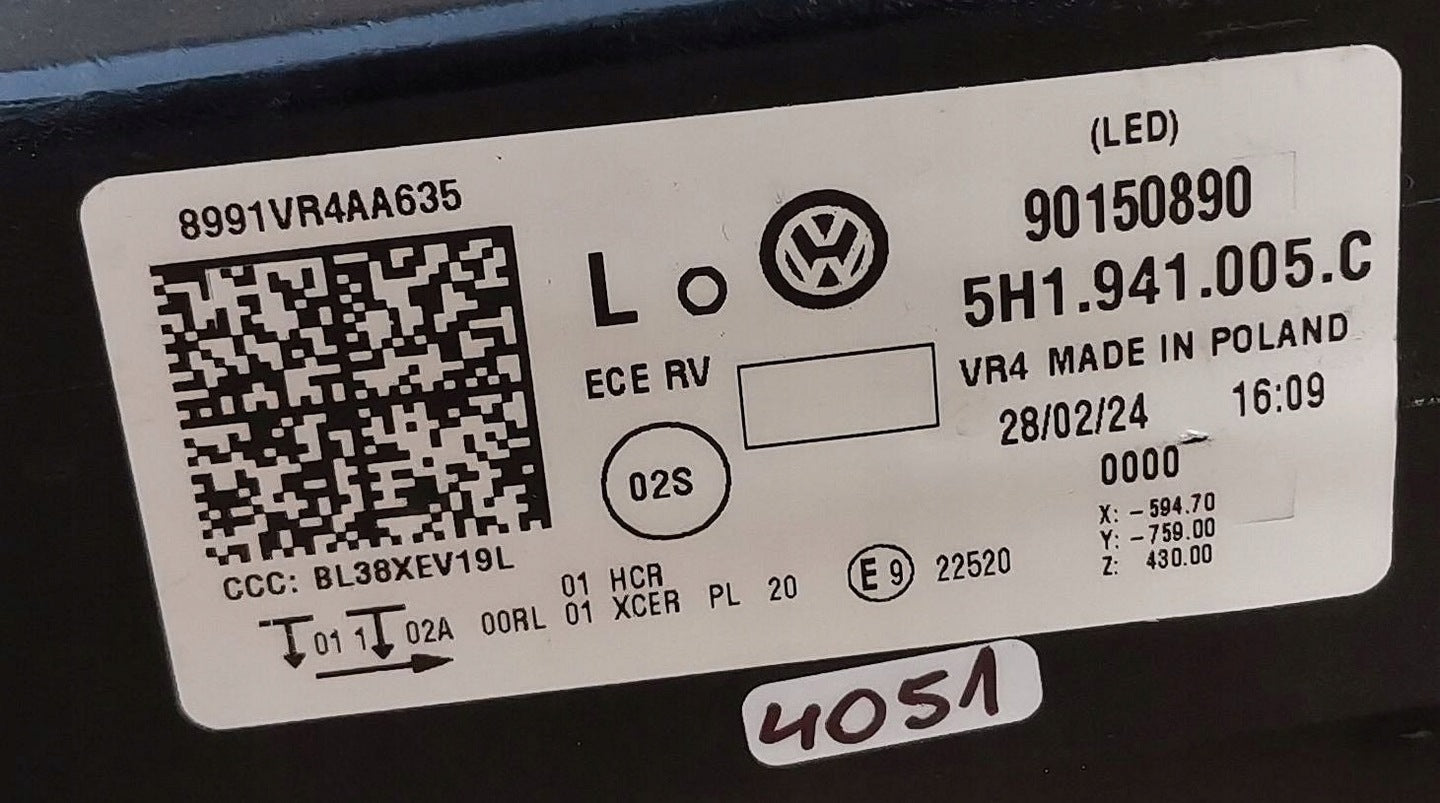 8991VR4AA635
CCC: BL38XEV19L
L O
ECE RV
02S
(LED)
90150890
5H1.941.005.C
VR4 MADE IN POLAND
28/02/24 16:09
0000
X: -594.70
Y: -759.00
Z: 430.00
01 HCR
01 1 02A 00RL 01 XCER PL 20 E9 22520
4051